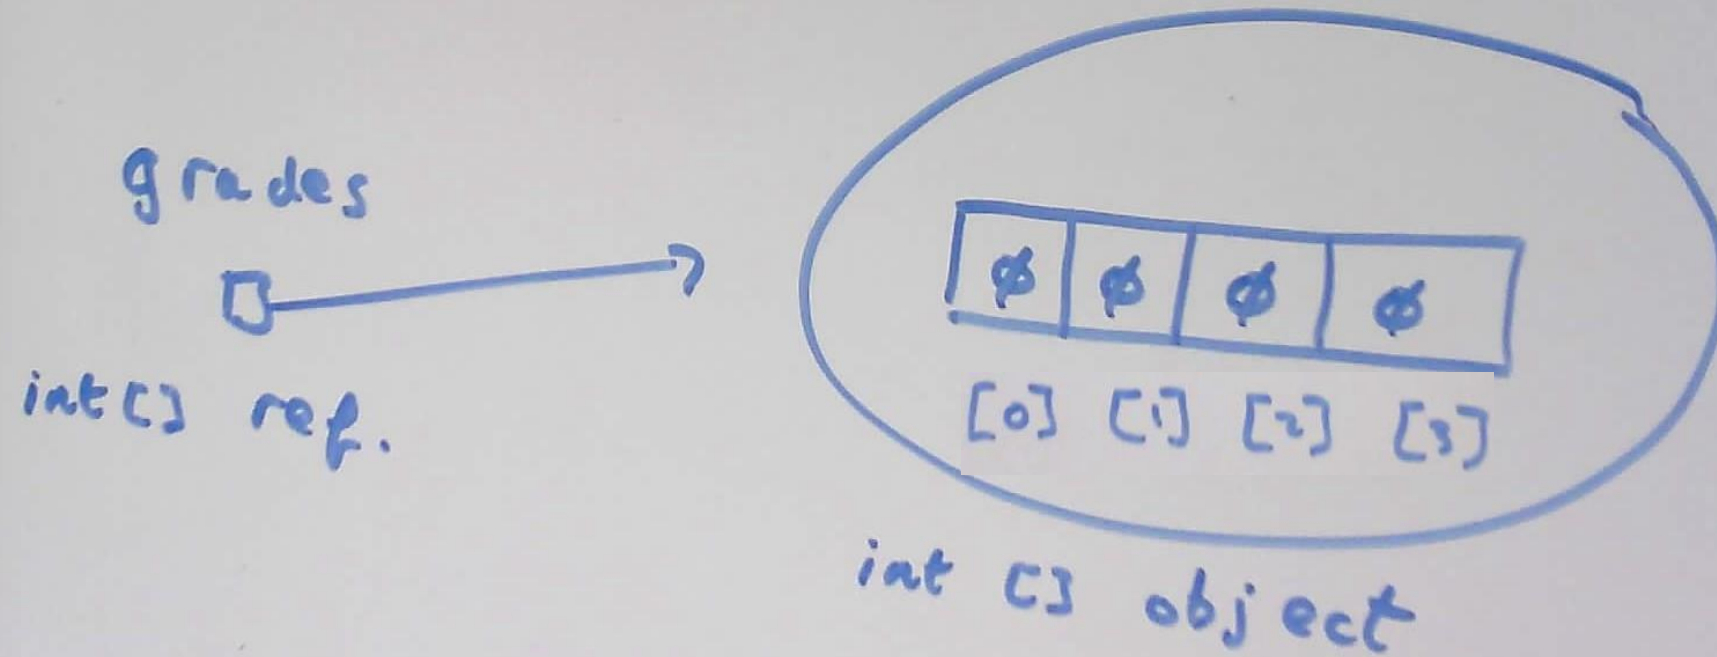 grades
int[] ref.
ø ø ø ø
[0] [1] [2] [3]
int [] object